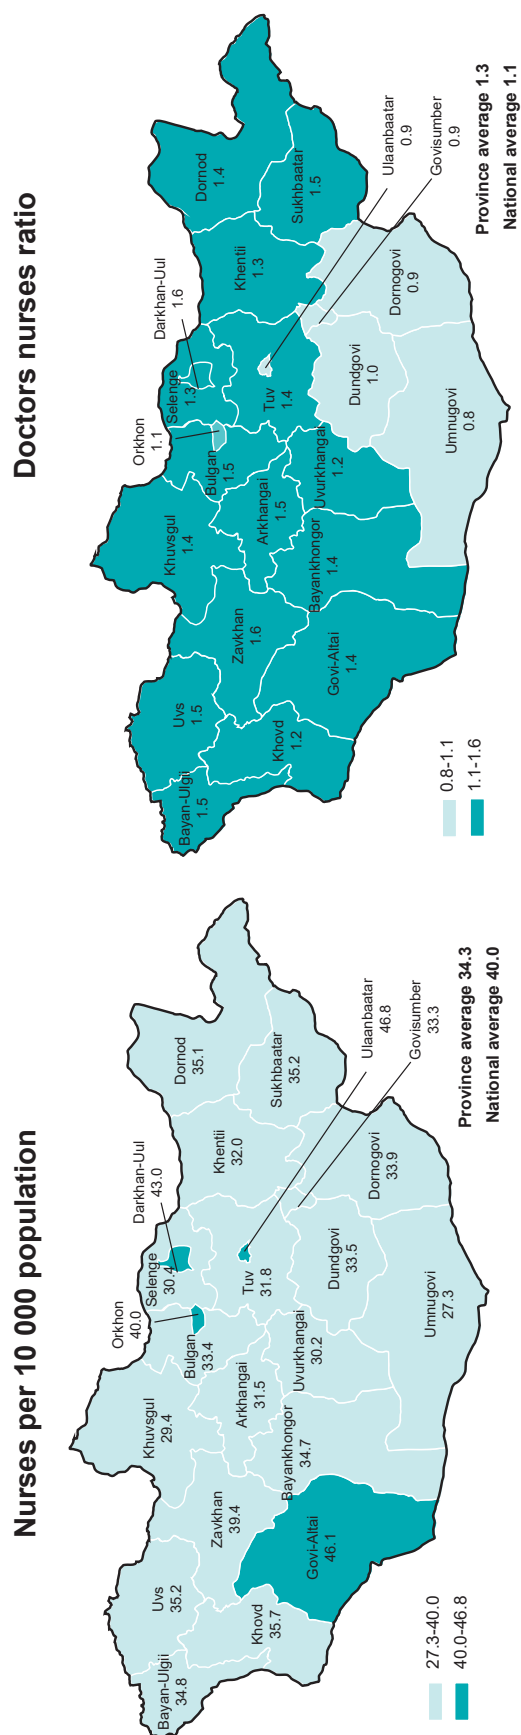 Nurses per 10 000 population
Orkhon
40.0
Darkhan-Uul
43.0
Selenge
30.4
Khuvsgul
29.4
Bulgan
33.4
Uvs
35.2
Bayan-Ulgii
34.8
Zavkhan
39.4
Arkhangai
31.5
Tuv
31.8
Khentii
32.0
Dornod
35.1
Sukhbaatar
35.2
Khovd
35.7
Govi-Altai
46.1
Bayankhongor
34.7
Uvurkhangai
30.2
Dundgovi
33.5
Dornogovi
33.9
Umnugovi
27.3
Ulaanbaatar
46.8
Govisumber
33.3
27.3-40.0
40.0-46.8
Province average 34.3
National average 40.0
Doctors nurses ratio
Orkhon
1.1
Darkhan-Uul
1.6
Selenge
1.3
Khuvsgul
1.4
Bulgan
1.5
Uvs
1.5
Bayan-Ulgii
1.5
Zavkhan
1.6
Arkhangai
1.5
Tuv
1.4
Khentii
1.3
Dornod
1.4
Sukhbaatar
1.5
Khovd
1.2
Govi-Altai
1.4
Bayankhongor
1.4
Uvurkhangai
1.2
Dundgovi
1.0
Dornogovi
0.9
Umnugovi
0.8
Ulaanbaatar
0.9
Govisumber
0.9
0.8-1.1
1.1-1.6
Province average 1.3
National average 1.1